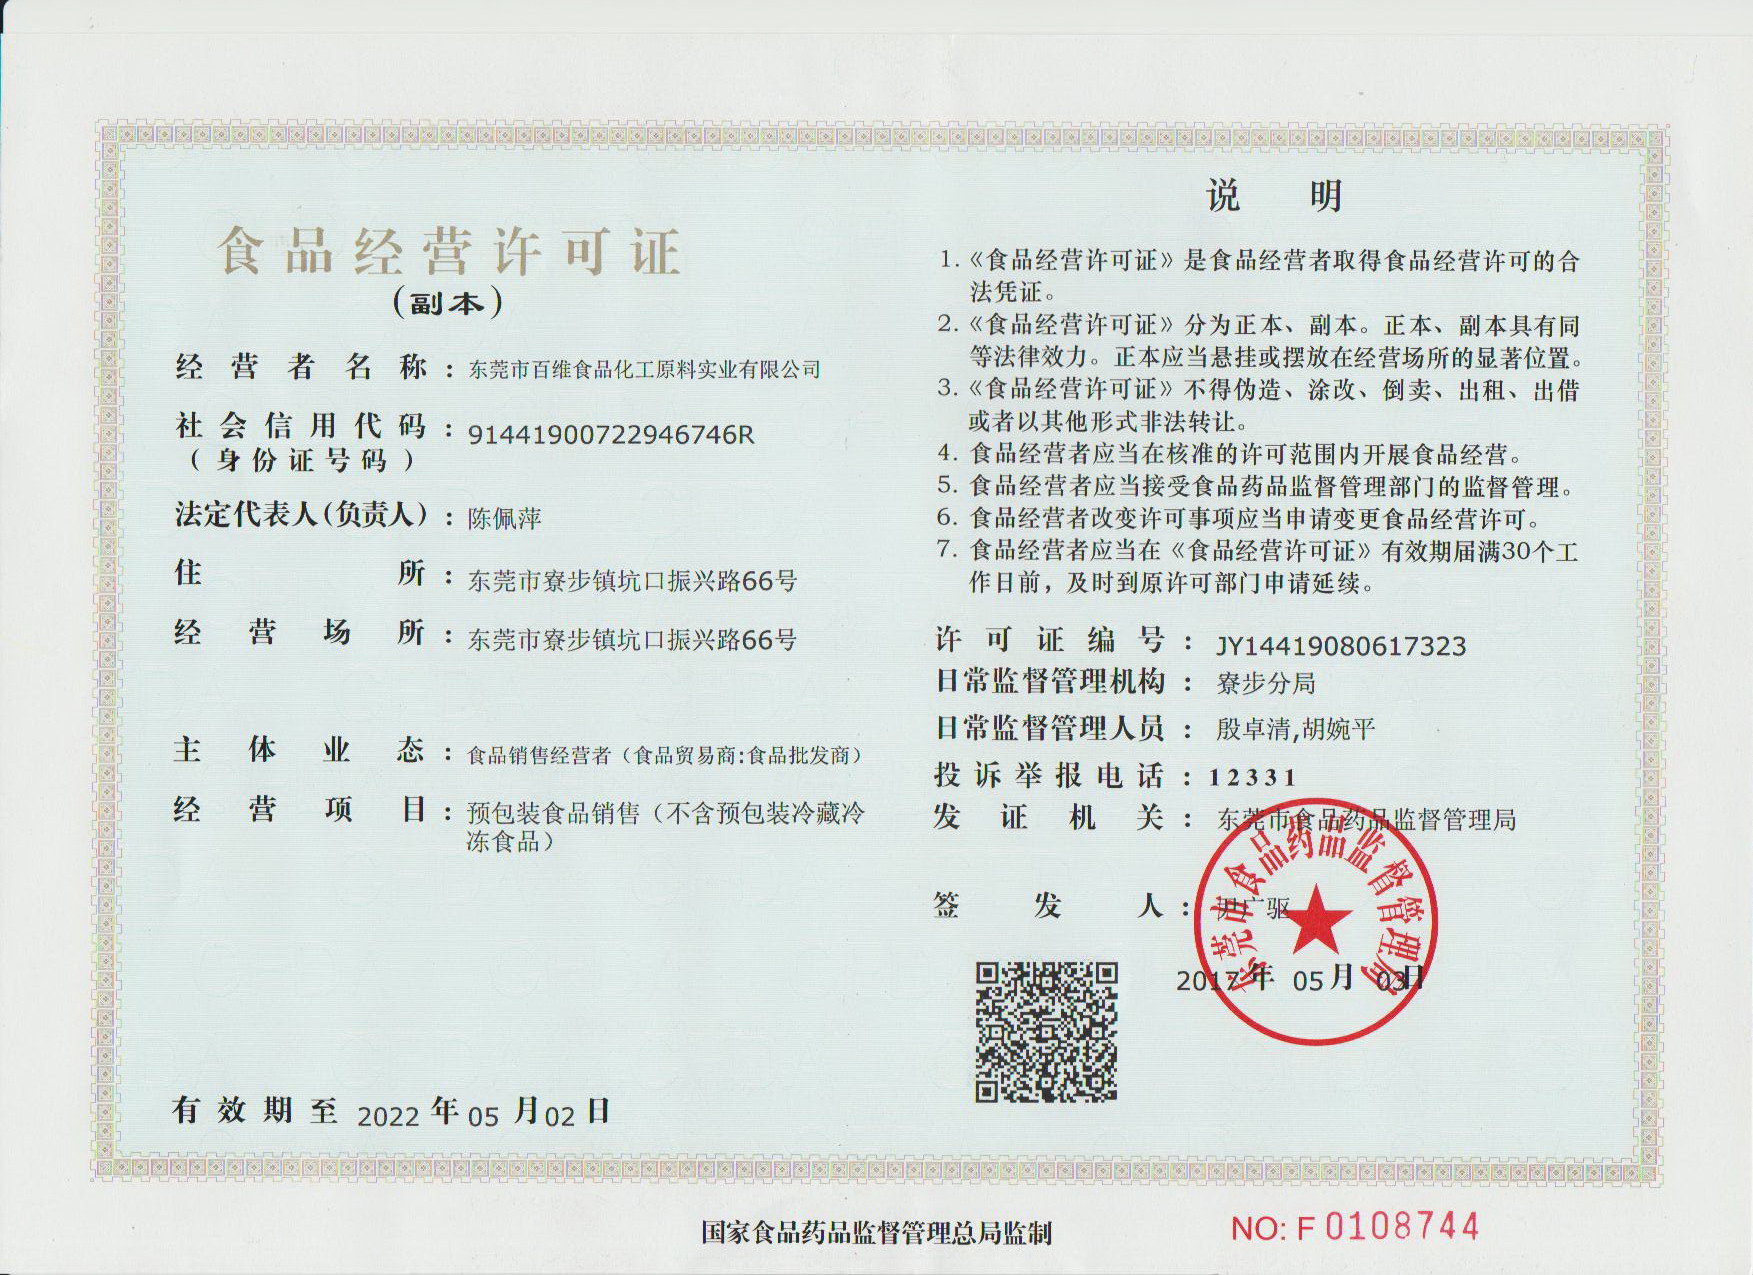 食品经营许可证
（副本）
经营者名称：东莞市百维食品化工原料实业有限公司
社会信用代码：91441900722946746R
（身份证号码）
法定代表人（负责人）：陈佩萍
住所：东莞市寮步镇坑口振兴路66号
经营场所：东莞市寮步镇坑口振兴路66号
主体业态：食品销售经营者（食品贸易商:食品批发商）
经营项目：预包装食品销售（不含预包装冷藏冷
冻食品）
有效期至 2022 年 05 月 02 日
说明
1.《食品经营许可证》是食品经营者取得食品经营许可的合
法凭证。
2.《食品经营许可证》分为正本、副本。正本、副本具有同
等法律效力。正本应当悬挂或摆放在经营场所的显著位置。
3.《食品经营许可证》不得伪造、涂改、倒卖、出租、出借
或者以其他形式非法转让。
4. 食品经营者应当在核准的许可范围内开展食品经营。
5. 食品经营者应当接受食品药品监督管理部门的监督管理。
6. 食品经营者改变许可事项应当申请变更食品经营许可。
7. 食品经营者应当在《食品经营许可证》有效期届满30个工
作日前，及时到原许可部门申请延续。
许可证编号：JY14419080617323
日常监督管理机构：寮步分局
日常监督管理人员：殷卓清,胡婉平
投诉举报电话：12331
发证机关：东莞市食品药品监督管理局
签发人：广驱
东莞市食品药品监督管理局
2017 年 05 月 03 日
国家食品药品监督管理总局监制
NO: F 0108744